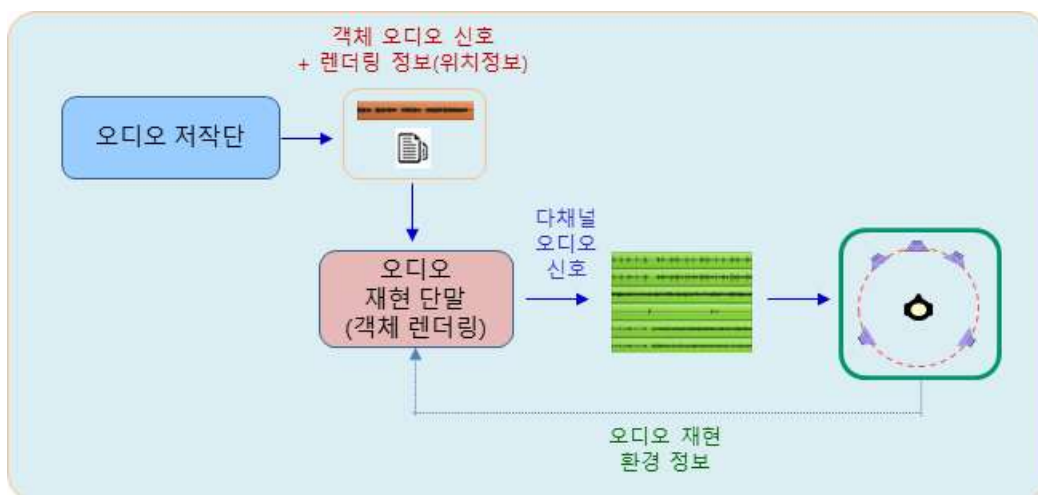 객체 오디오 신호
+ 렌더링 정보(위치정보)
오디오 저작단
다채널
오디오
신호
오디오
재현 단말
(객체 렌더링)
오디오 재현
환경 정보